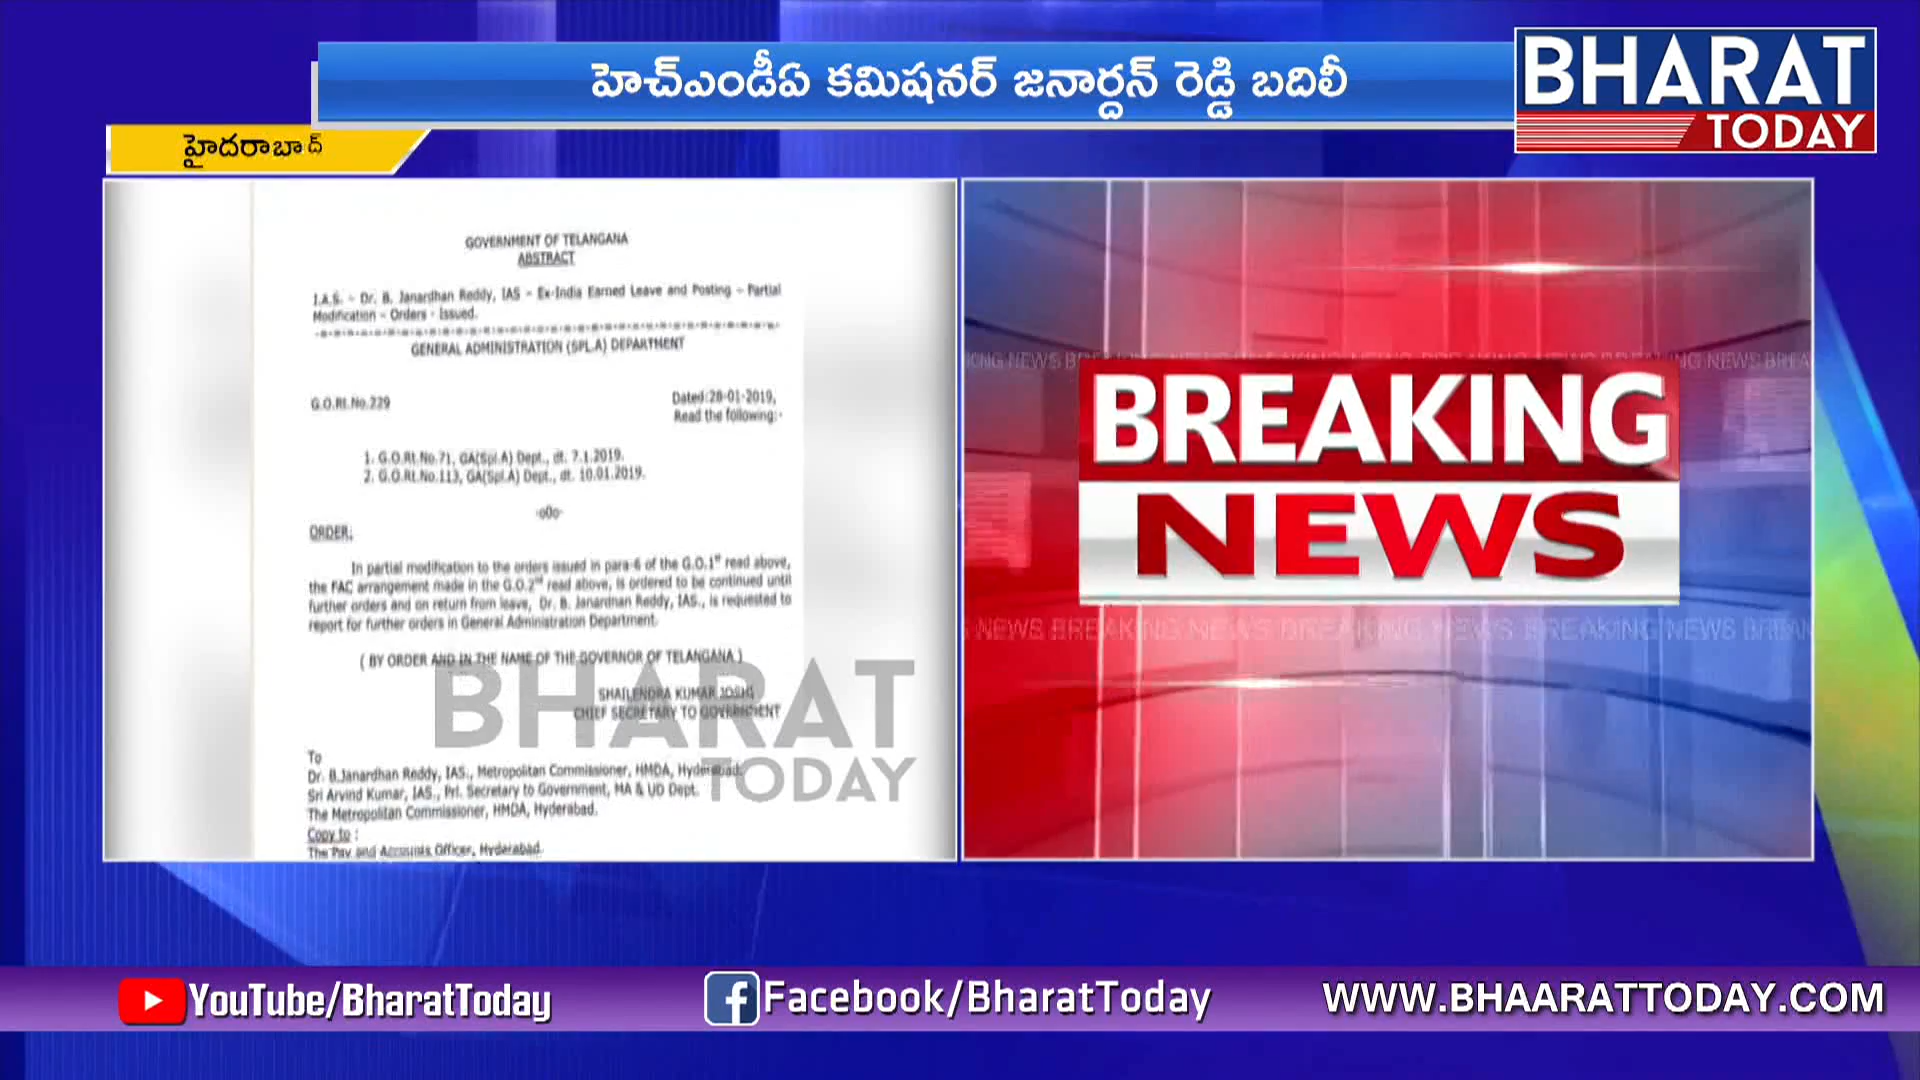 హెచ్ఎండీఏ కమిషనర్ జనార్దన్ రెడ్డి బదిలీ
BHARAT
TODAY
హైదరాబాద్
GOVERNMENT OF TELANGANA
ABSTRACT
I.A.S. - Dr. B. Janardhan Reddy, IAS - Ex-India Earned Leave and Posting - Partial
Modification - Orders - Issued.
GENERAL ADMINISTRATION (SPL.A) DEPARTMENT
G.O.Rt.No.229
Dated:28-01-2019,
Read the following:-
1. G.O.Rt.No.71, GA(Spl.A) Dept., dt. 7.1.2019.
2. G.O.Rt.No.113, GA(Spl.A) Dept., dt. 10.01.2019.
-o0o-
ORDER:
In partial modification to the orders issued in para-6 of the G.O.1st read above,
the FAC arrangement made in the G.O.2nd read above, is ordered to be continued until
further orders and on return from leave, Dr. B. Janardhan Reddy, IAS., is requested to
report for further orders in General Administration Department.
( BY ORDER AND IN THE NAME OF THE GOVERNOR OF TELANGANA )
SHAILENDRA KUMAR JOSHI
CHIEF SECRETARY TO GOVERNMENT
To
Dr. B.Janardhan Reddy, IAS., Metropolitan Commissioner, HMDA, Hyderabad.
Sri Arvind Kumar, IAS., Prl. Secretary to Government, MA & UD Dept.
The Metropolitan Commissioner, HMDA, Hyderabad.
Copy to :
The Pay and Accounts Officer, Hyderabad.
BHARAT
TODAY
BREAKING
NEWS
YouTube/BharatToday
Facebook/BharatToday
WWW.BHAARATTODAY.COM